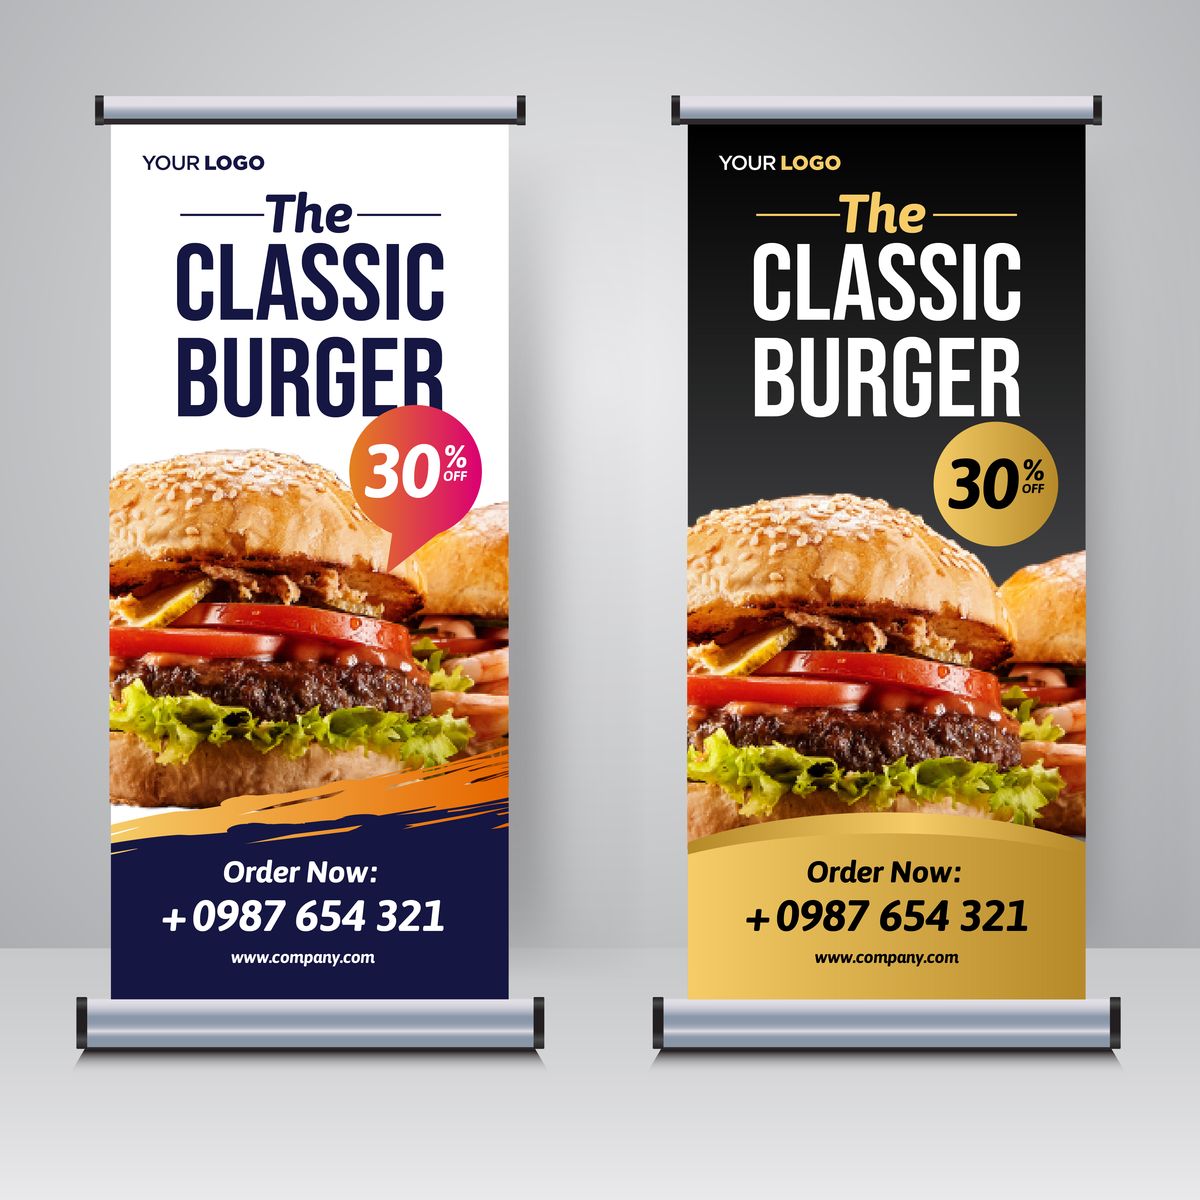 YOUR LOGO
The
CLASSIC
BURGER
30% OFF
Order Now:
+0987 654 321
www.company.com
YOUR LOGO
The
CLASSIC
BURGER
30% OFF
Order Now:
+0987 654 321
www.company.com